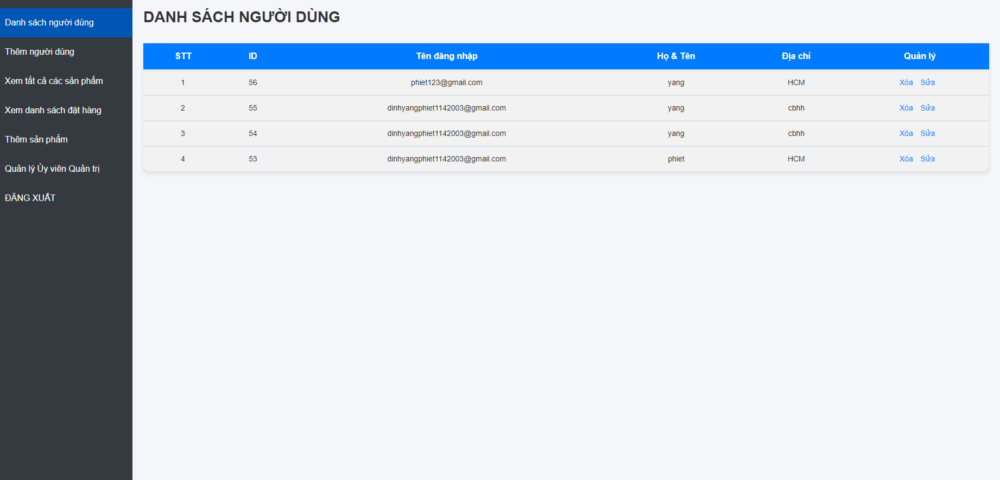 Danh sách người dùng
Thêm người dùng
Xem tất cả các sản phẩm
Xem danh sách đặt hàng
Thêm sản phẩm
Quản lý Ủy viên Quản trị
ĐĂNG XUẤT
DANH SÁCH NGƯỜI DÙNG
STT ID Tên đăng nhập Họ & Tên Địa chỉ Quản lý
1 56 phiet123@gmail.com yang HCM Xóa Sửa
2 55 dinhyangphiet1142003@gmail.com yang cbhh Xóa Sửa
3 54 dinhyangphiet1142003@gmail.com yang cbhh Xóa Sửa
4 53 dinhyangphiet1142003@gmail.com phiet HCM Xóa Sửa